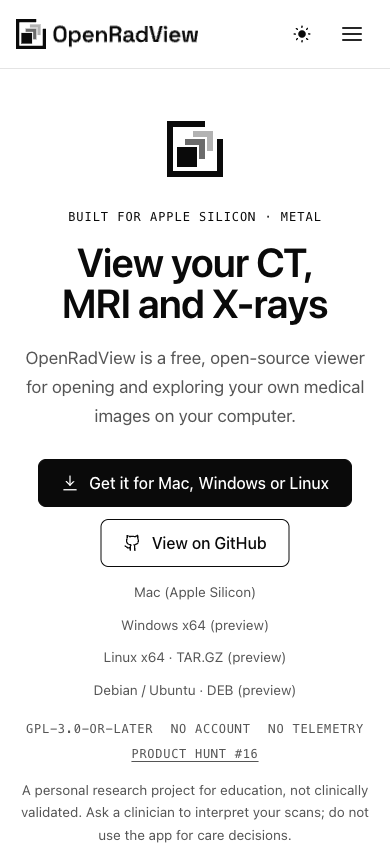 OpenRadView
BUILT FOR APPLE SILICON · METAL
View your CT,
MRI and X-rays
OpenRadView is a free, open-source viewer
for opening and exploring your own medical
images on your computer.
Get it for Mac, Windows or Linux
View on GitHub
Mac (Apple Silicon)
Windows x64 (preview)
Linux x64 · TAR.GZ (preview)
Debian / Ubuntu · DEB (preview)
GPL-3.0-OR-LATER NO ACCOUNT NO TELEMETRY
PRODUCT HUNT #16
A personal research project for education, not clinically
validated. Ask a clinician to interpret your scans; do not
use the app for care decisions.